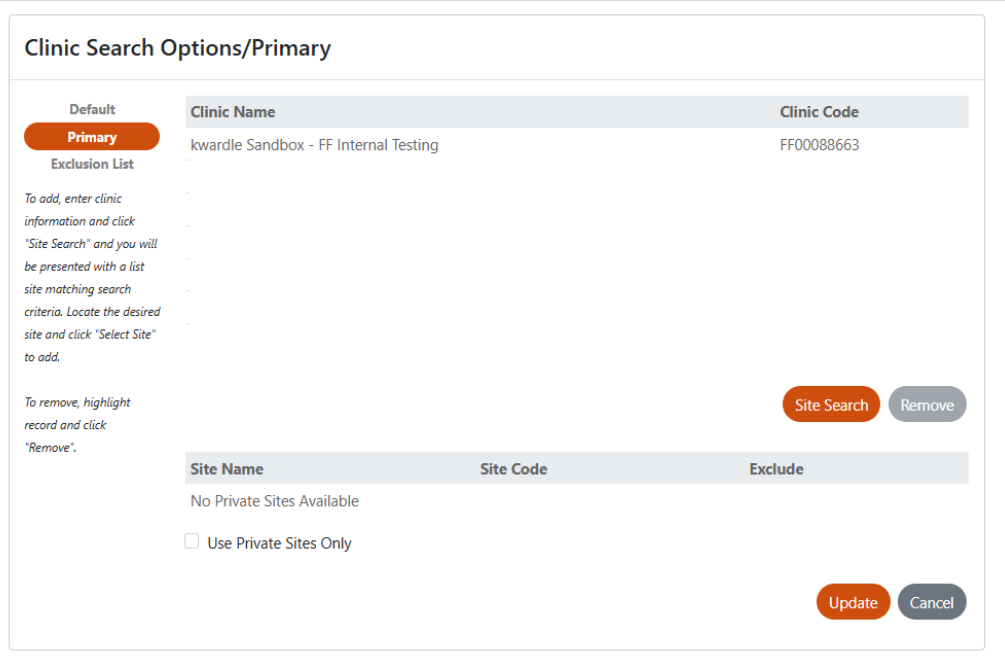 Clinic Search Options/Primary
Default
Primary
Exclusion List
To add, enter clinic
information and click
"Site Search" and you will
be presented with a list
site matching search
criteria. Locate the desired
site and click "Select Site"
to add.
To remove, highlight
record and click
"Remove".
Clinic Name Clinic Code
kwardle Sandbox - FF Internal Testing FF00088663
Site Search Remove
Site Name Site Code Exclude
No Private Sites Available
Use Private Sites Only
Update Cancel